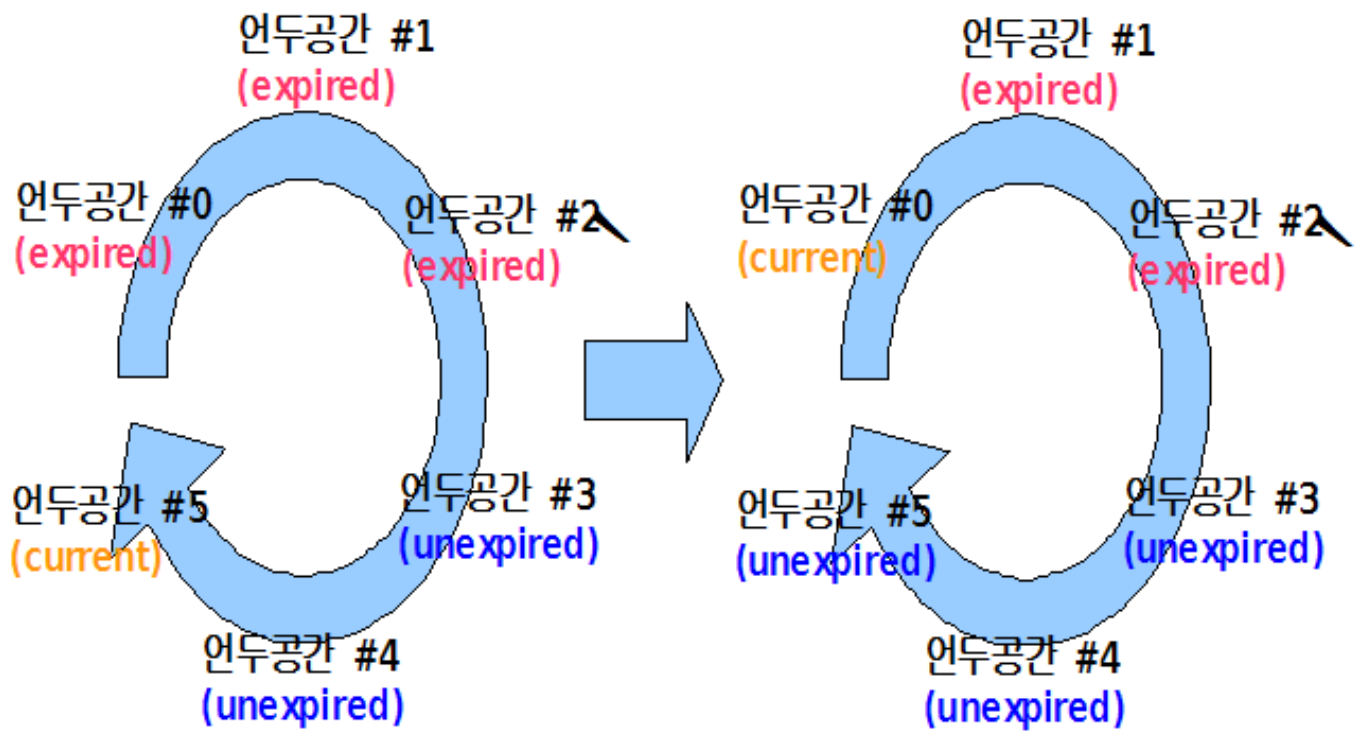 언두공간 #1
(expired)
언두공간 #0
(expired)
언두공간 #2
(expired)
언두공간 #3
(unexpired)
언두공간 #5
(current)
언두공간 #4
(unexpired)
언두공간 #1
(expired)
언두공간 #0
(current)
언두공간 #2
(expired)
언두공간 #3
(unexpired)
언두공간 #5
(unexpired)
언두공간 #4
(unexpired)